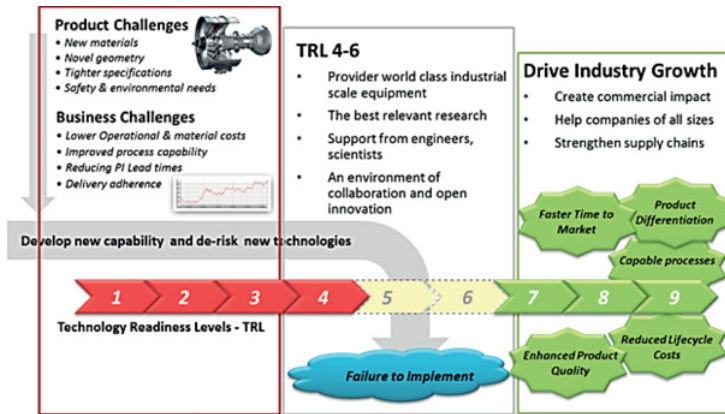 Product Challenges
• New materials
• Novel geometry
• Tighter specifications
• Safety & environmental needs
Business Challenges
• Lower Operational & material costs
• Improved process capability
• Reducing PI Lead times
• Delivery adherence
TRL 4-6
• Provider world class industrial
scale equipment
• The best relevant research
• Support from engineers,
scientists
• An environment of
collaboration and open
innovation
Drive Industry Growth
• Create commercial impact
• Help companies of all sizes
• Strengthen supply chains
Faster Time to
Market
Product
Differentiation
Capable processes
Develop new capability and de-risk new technologies
1 2 3 4 5 6 7 8 9
Technology Readiness Levels - TRL
Failure to Implement
Enhanced Product
Quality
Reduced Lifecycle
Costs